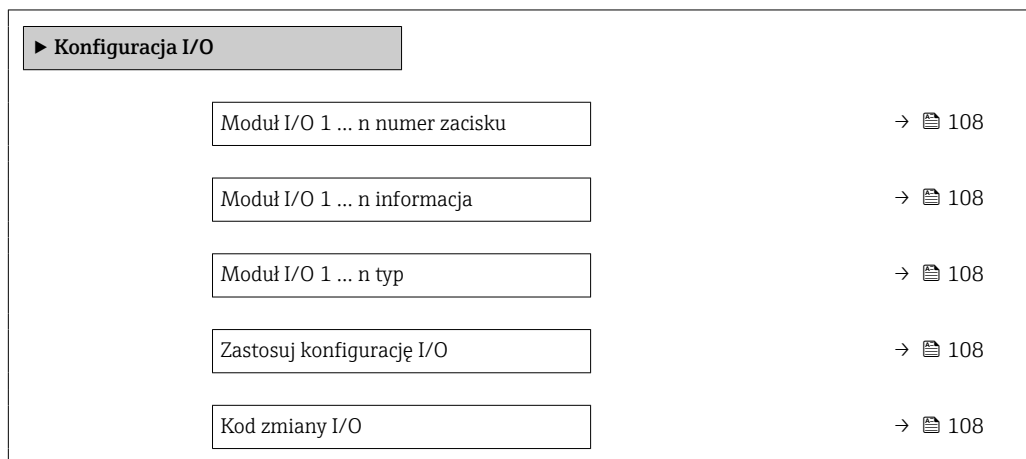 ► Konfiguracja I/O
Moduł I/O 1 … n numer zacisku → 108
Moduł I/O 1 … n informacja → 108
Moduł I/O 1 … n typ → 108
Zastosuj konfigurację I/O → 108
Kod zmiany I/O → 108